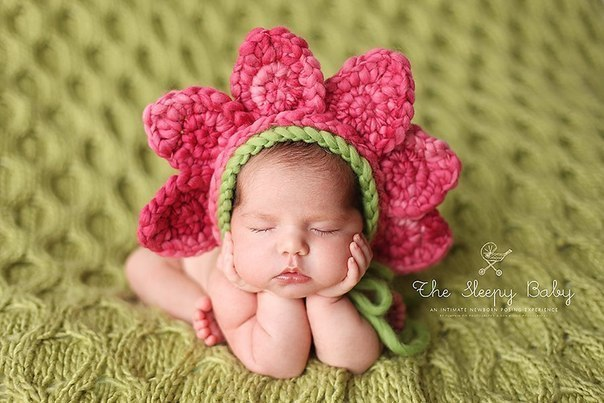 The Sleepy Baby
AN INTIMATE NEWBORN POSING EXPERIENCE